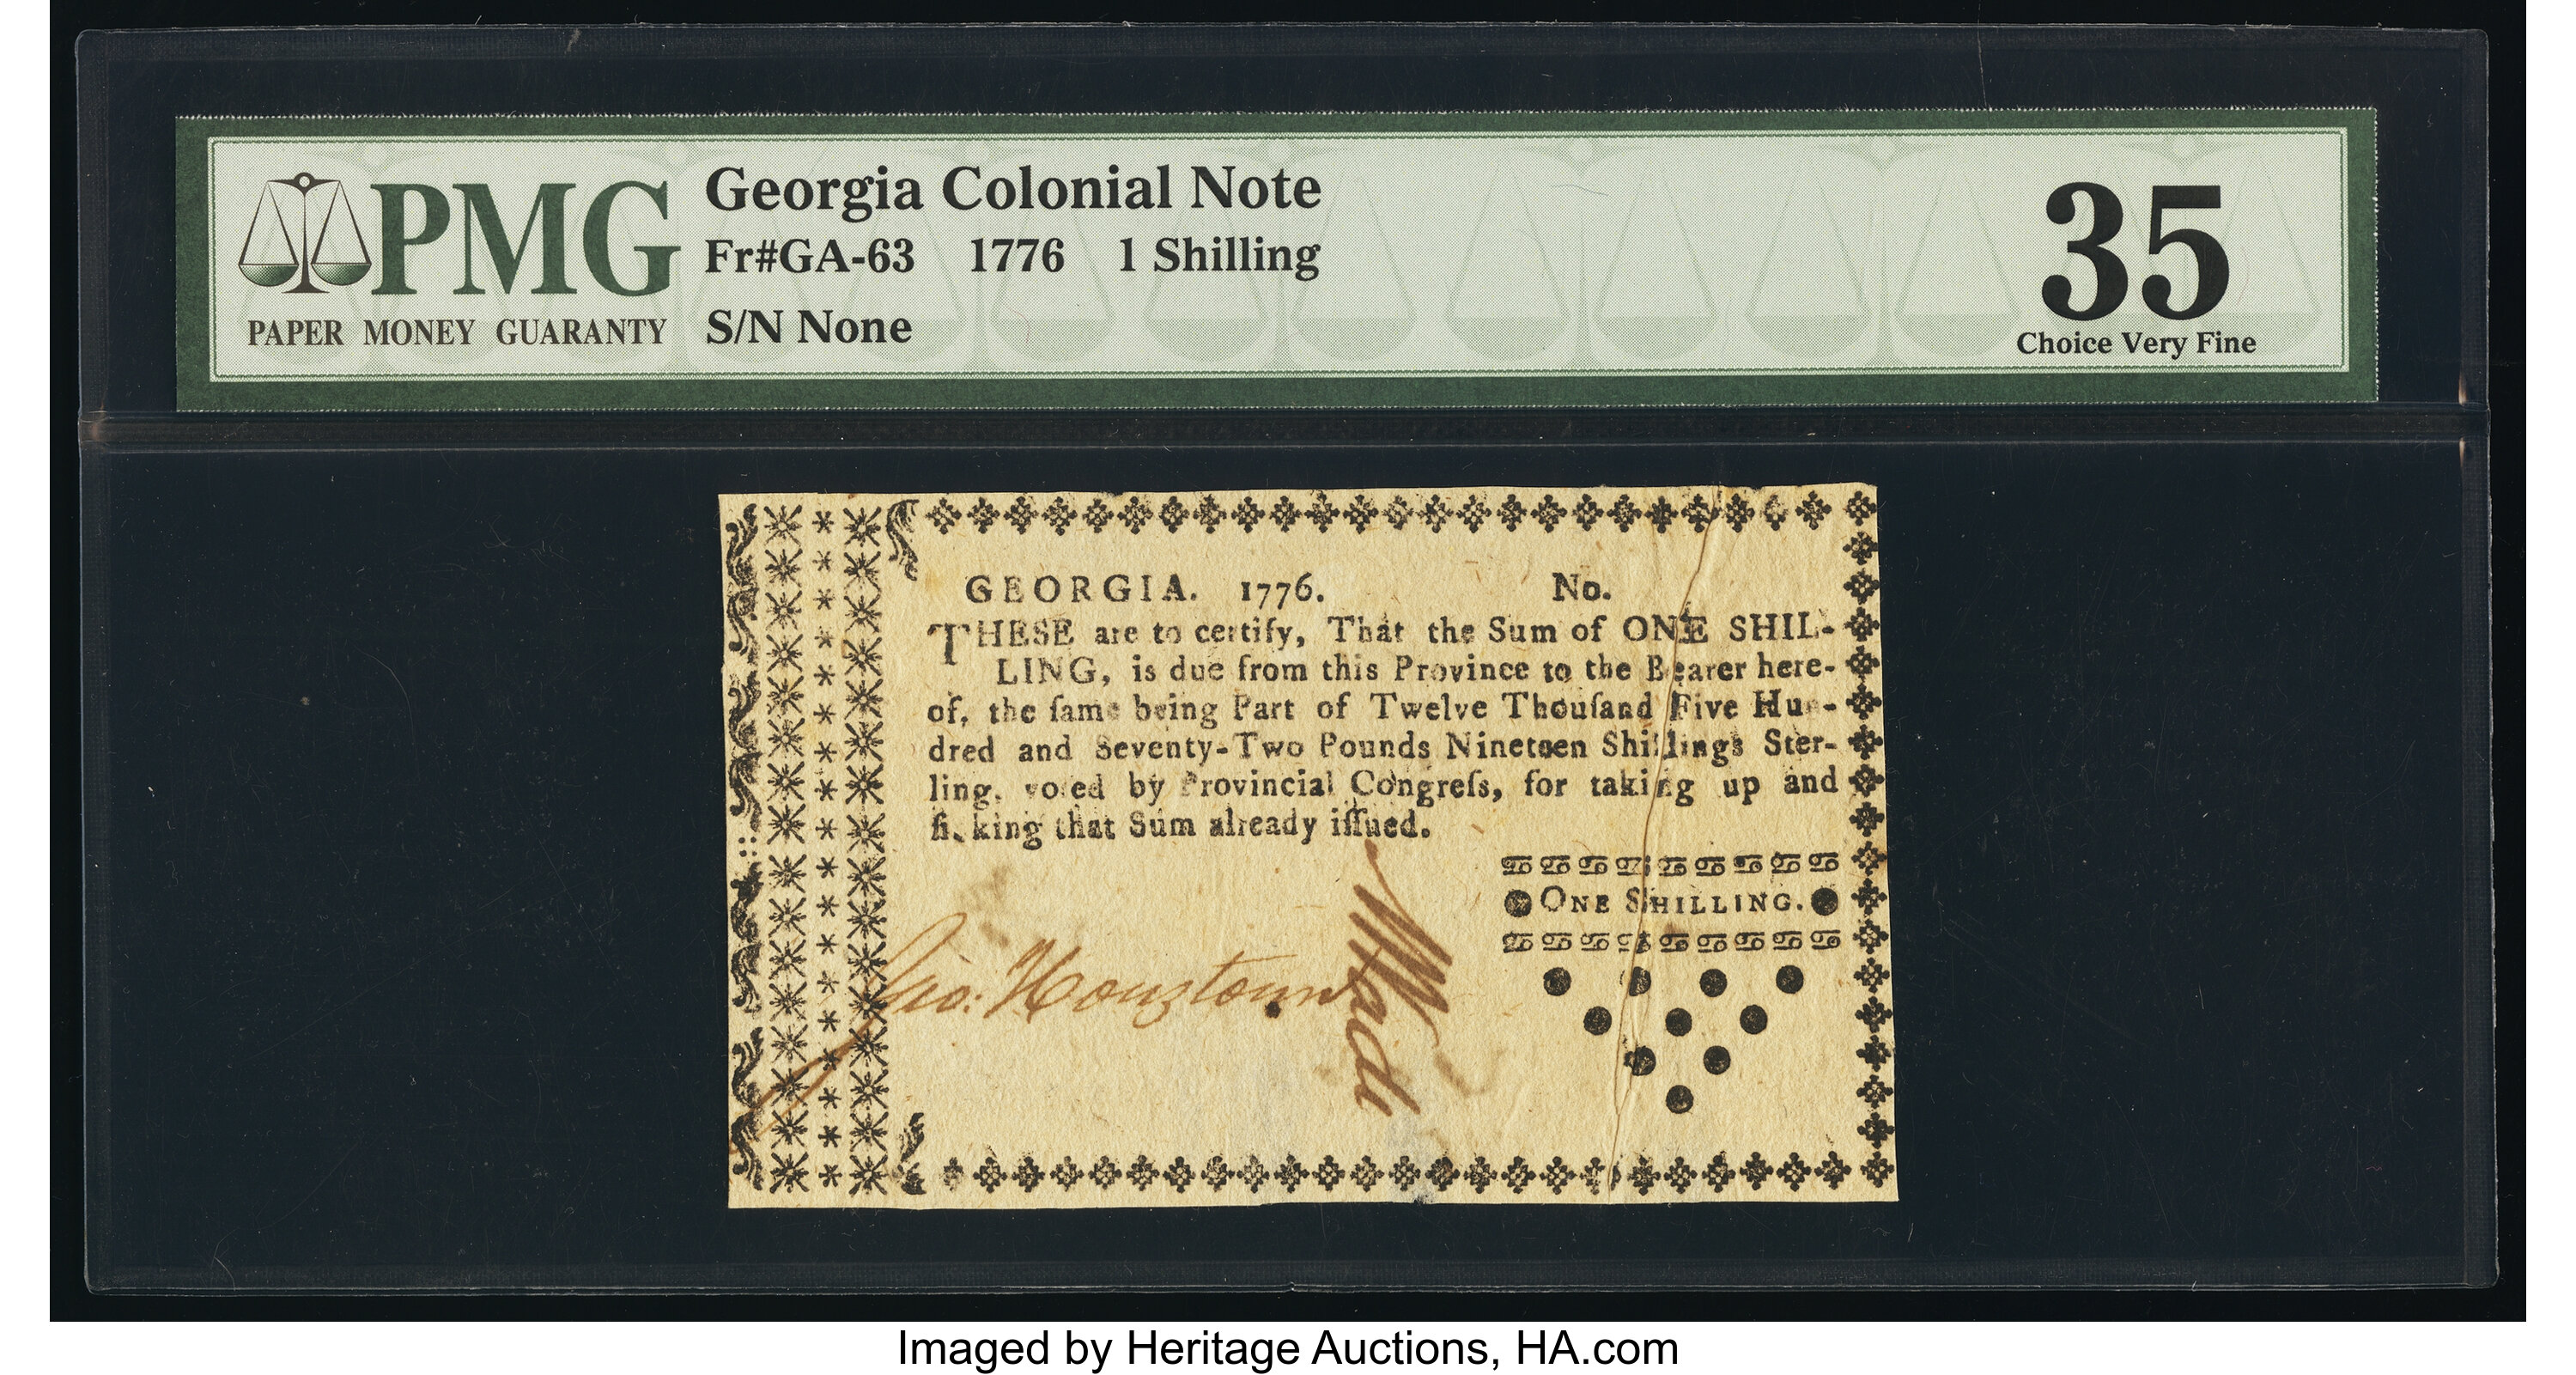 PMG
PAPER MONEY GUARANTY
Georgia Colonial Note
Fr#GA-63 1776 1 Shilling
S/N None
35
Choice Very Fine
GEORGIA. 1776. No.
THESE are to certify, That the Sum of ONE SHIL-
LING, is due from this Province to the Bearer here-
of, the ſame being Part of Twelve Thouſand Five Hun-
dred and Seventy-Two Pounds Nineteen Shillings Ster-
ling, voted by Provincial Congreſs, for taking up and
ſinking that Sum already iſſued.
ONE SHILLING.
Geo: Houstoun
Imaged by Heritage Auctions, HA.com